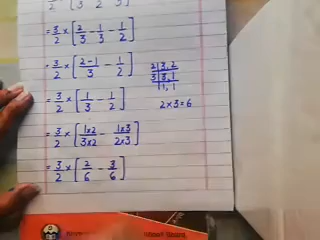 = 3/2 × [2/3 - 1/3 - 1/2]
= 3/2 × [2-1/3 - 1/2]
2 | 3, 2
3 | 3, 1
| 1, 1
= 3/2 × [1/3 - 1/2]
2×3=6
= 3/2 × [1×2/3×2 - 1×3/2×3]
= 3/2 × [2/6 - 3/6]